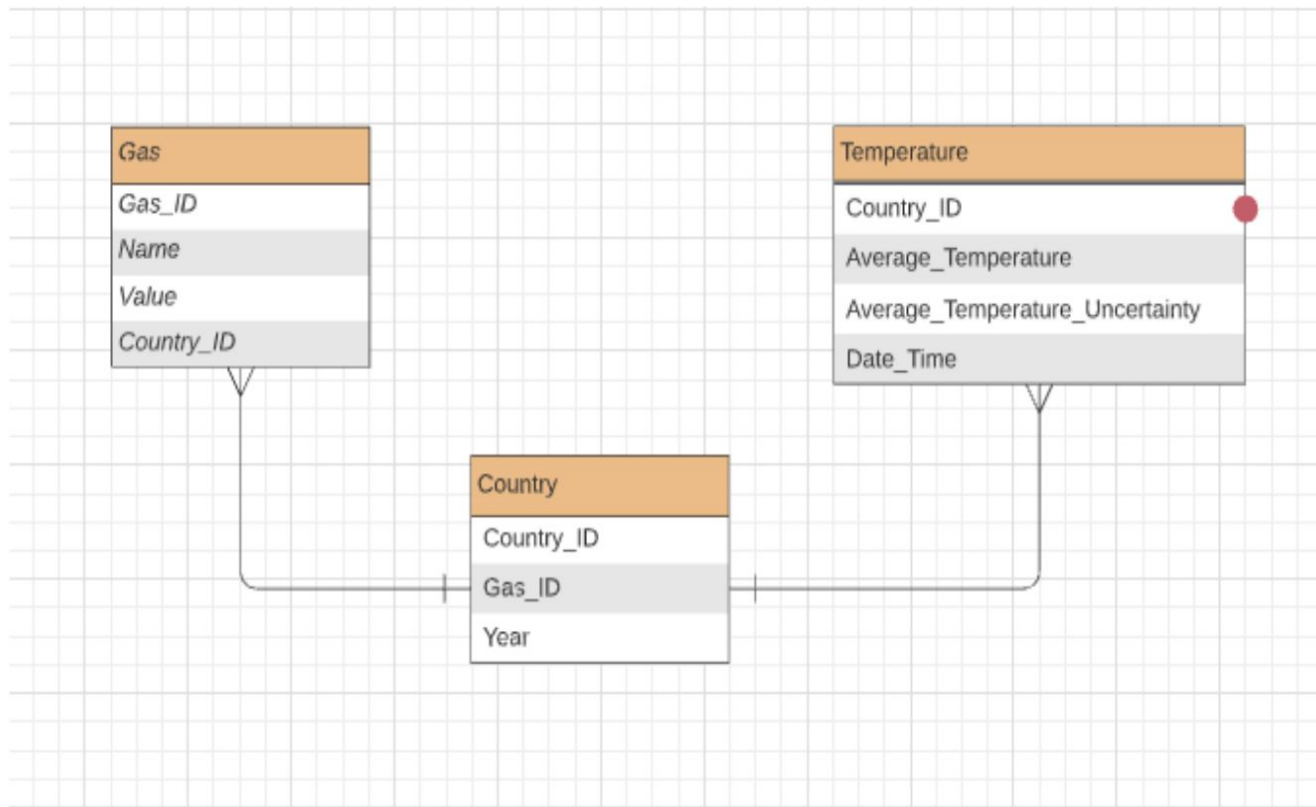 Gas
Gas_ID
Name
Value
Country_ID
Temperature
Country_ID
Average_Temperature
Average_Temperature_Uncertainty
Date_Time
Country
Country_ID
Gas_ID
Year